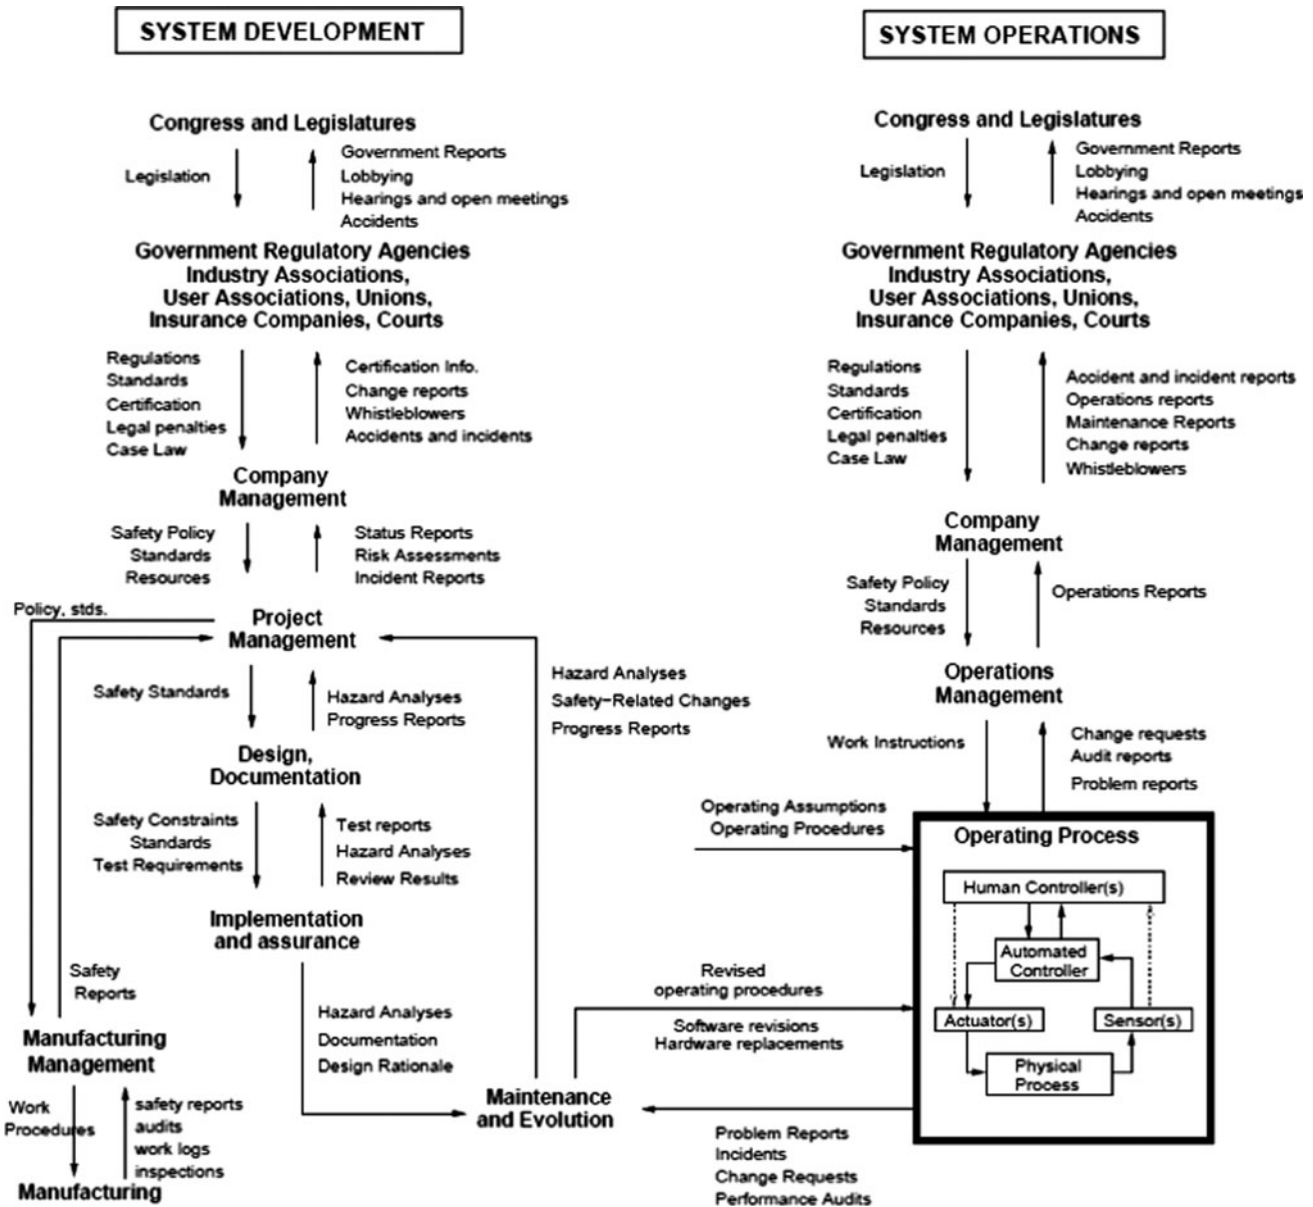 SYSTEM DEVELOPMENT
Congress and Legislatures
Legislation
Government Reports
Lobbying
Hearings and open meetings
Accidents
Government Regulatory Agencies
Industry Associations,
User Associations, Unions,
Insurance Companies, Courts
Regulations
Standards
Certification
Legal penalties
Case Law
Certification Info.
Change reports
Whistleblowers
Accidents and incidents
Company
Management
Safety Policy
Standards
Resources
Status Reports
Risk Assessments
Incident Reports
Policy, stds.
Project
Management
Safety Standards
Hazard Analyses
Progress Reports
Hazard Analyses
Safety-Related Changes
Progress Reports
Design,
Documentation
Safety Constraints
Standards
Test Requirements
Test reports
Hazard Analyses
Review Results
Implementation
and assurance
Safety
Reports
Hazard Analyses
Documentation
Design Rationale
Manufacturing
Management
Work
Procedures
safety reports
audits
work logs
inspections
Manufacturing
Maintenance
and Evolution
SYSTEM OPERATIONS
Congress and Legislatures
Legislation
Government Reports
Lobbying
Hearings and open meetings
Accidents
Government Regulatory Agencies
Industry Associations,
User Associations, Unions,
Insurance Companies, Courts
Regulations
Standards
Certification
Legal penalties
Case Law
Accident and incident reports
Operations reports
Maintenance Reports
Change reports
Whistleblowers
Company
Management
Safety Policy
Standards
Resources
Operations Reports
Operations
Management
Work Instructions
Change requests
Audit reports
Problem reports
Operating Assumptions
Operating Procedures
Operating Process
Human Controller(s)
Automated
Controller
Actuator(s)
Sensor(s)
Physical
Process
Revised
operating procedures
Software revisions
Hardware replacements
Problem Reports
Incidents
Change Requests
Performance Audits